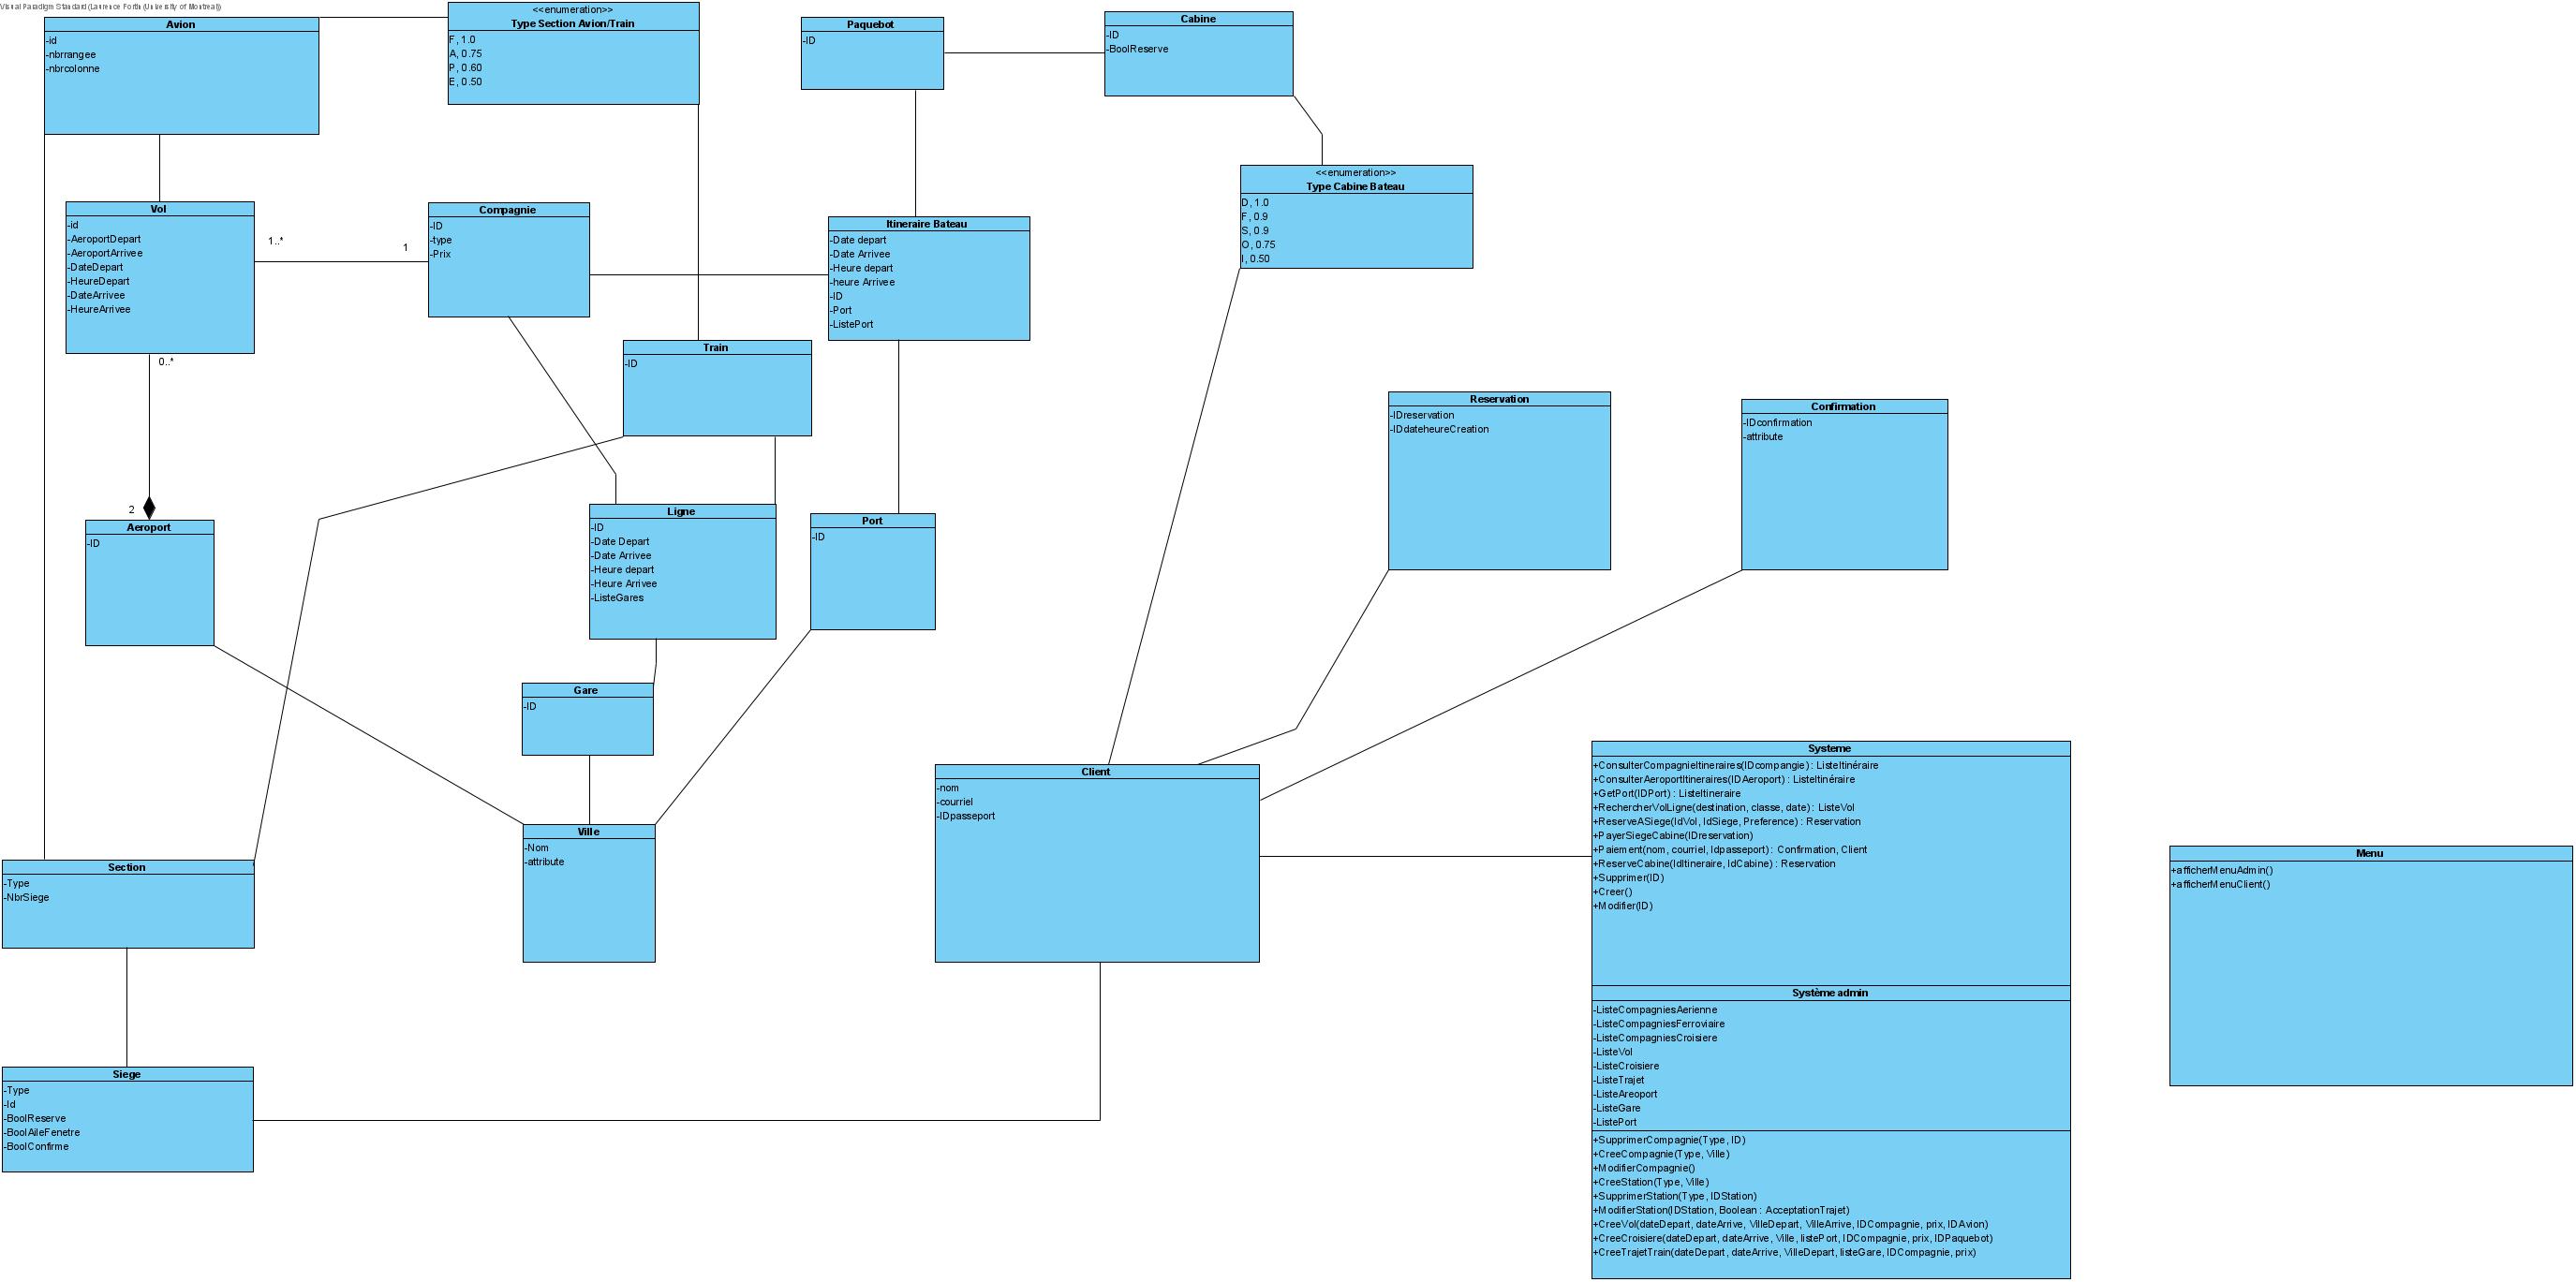 Visual Paradigm Standard (Laurence Fortin (University of Montreal))
Avion
-id
-nbrrangee
-nbrcolonne
<<enumeration>>
Type Section Avion/Train
F, 1.0
A, 0.75
P, 0.60
E, 0.50
Paquebot
-ID
Cabine
-ID
-BoolReserve
<<enumeration>>
Type Cabine Bateau
D, 1.0
F, 0.9
S, 0.9
O, 0.75
I, 0.50
Vol
-id
-AeroportDepart
-AeroportArrivee
-DateDepart
-HeureDepart
-DateArrivee
-HeureArrivee
1..*
1
Compagnie
-ID
-type
-Prix
Itineraire Bateau
-Date depart
-Date Arrivee
-Heure depart
-heure Arrivee
-ID
-Port
-ListePort
0..*
Train
-ID
Reservation
-IDreservation
-IDdateheureCreation
Confirmation
-IDconfirmation
-attribute
2
Aeroport
-ID
Ligne
-ID
-Date Depart
-Date Arrivee
-Heure depart
-Heure Arrivee
-ListeGares
Port
-ID
Gare
-ID
Client
-nom
-courriel
-IDpasseport
Ville
-Nom
-attribute
Section
-Type
-NbrSiege
Siege
-Type
-Id
-BoolReserve
-BoolAileFenetre
-BoolConfirme
Systeme
+ConsulterCompagnieItineraires(IDcompangie) : ListeItinéraire
+ConsulterAeroportItineraires(IDAeroport) : ListeItinéraire
+GetPort(IDPort) : ListeItineraire
+RechercherVolLigne(destination, classe, date) : ListeVol
+ReserveASiege(IdVol, IdSiege, Preference) : Reservation
+PayerSiegeCabine(IDreservation)
+Paiement(nom, courriel, Idpasseport) : Confirmation, Client
+ReserveCabine(IdItineraire, IdCabine) : Reservation
+Supprimer(ID)
+Creer()
+Modifier(ID)
Système admin
-ListeCompagniesAerienne
-ListeCompagniesFerroviaire
-ListeCompagniesCroisiere
-ListeVol
-ListeCroisiere
-ListeTrajet
-ListeAreoport
-ListeGare
-ListePort
+SupprimerCompagnie(Type, ID)
+CreeCompagnie(Type, Ville)
+ModifierCompagnie()
+CreeStation(Type, Ville)
+SupprimerStation(Type, IDStation)
+ModifierStation(IDStation, Boolean : AcceptationTrajet)
+CreeVol(dateDepart, dateArrive, VilleDepart, VilleArrive, IDCompagnie, prix, IDAvion)
+CreeCroisiere(dateDepart, dateArrive, Ville, listePort, IDCompagnie, prix, IDPaquebot)
+CreeTrajetTrain(dateDepart, dateArrive, VilleDepart, listeGare, IDCompagnie, prix)
Menu
+afficherMenuAdmin()
+afficherMenuClient()